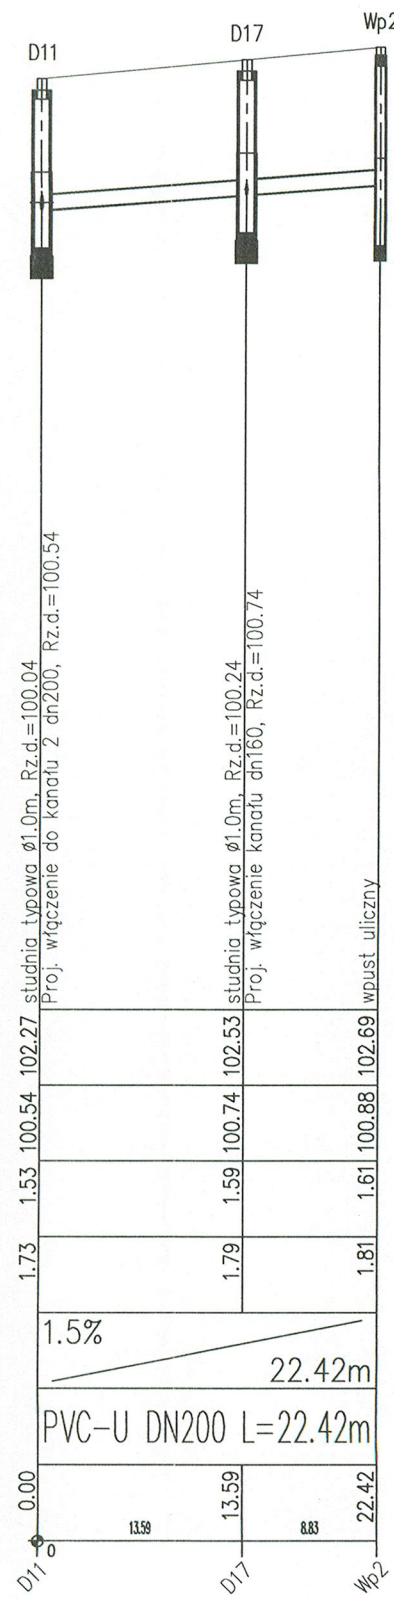 D11
D17
Wp2
studnia typowa ø1.0m, Rz.d.=100.04
Proj. włączenie do kanału 2 dn200, Rz.d.=100.54
studnia typowa ø1.0m, Rz.d.=100.24
Proj. włączenie kanału dn160, Rz.d.=100.74
wpust uliczny
102.27
102.53
102.69
100.54
100.74
100.88
1.53
1.59
1.61
1.73
1.79
1.81
1.5%
22.42m
PVC-U DN200 L=22.42m
0.00
13.59
13.59
8.83
22.42
0
D11
D17
Wp2